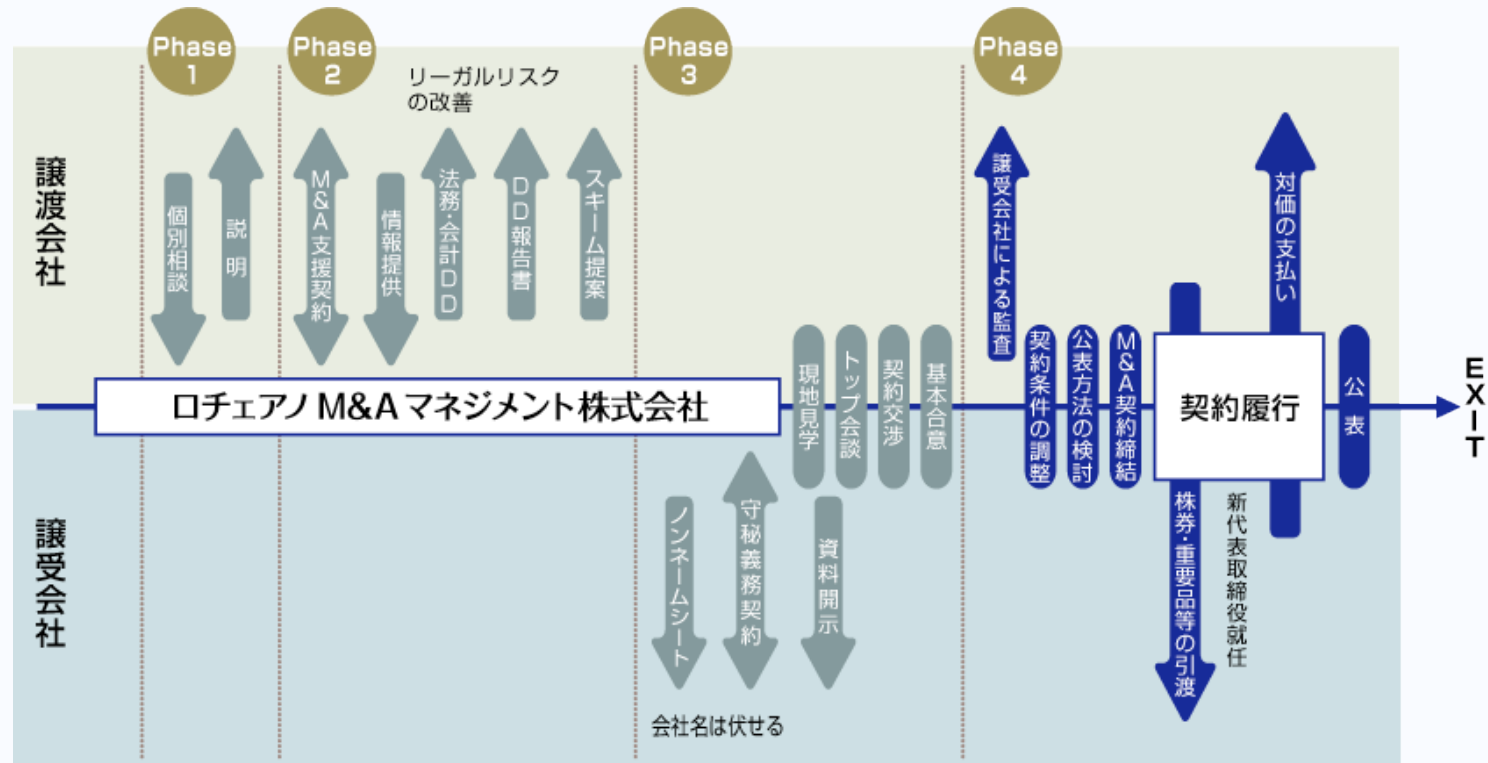 Phase
1
Phase
2
Phase
3
Phase
4
リーガルリスク
の改善
譲渡会社
個別相談
説明
M&A支援契約
情報提供
法務・会計DD
DD報告書
スキーム提案
譲受会社による監査
対価の支払い
ロチェアノ M&A マネジメント株式会社
現地見学
トップ会談
契約交渉
基本合意
契約条件の調整
公表方法の検討
M&A契約締結
契約履行
公表
EXIT
譲受会社
ノンネームシート
守秘義務契約
資料開示
株券・重要品等の引渡
新代表取締役就任
会社名は伏せる